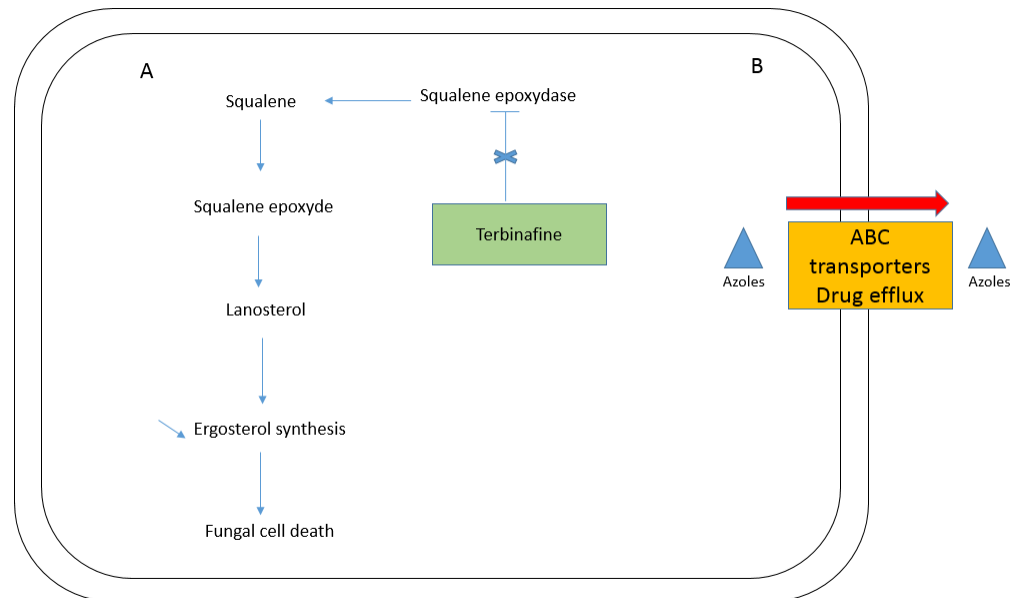 A
B
Squalene
Squalene epoxydase
Squalene epoxyde
Terbinafine
ABC
transporters
Drug efflux
Azoles
Azoles
Lanosterol
Ergosterol synthesis
Fungal cell death